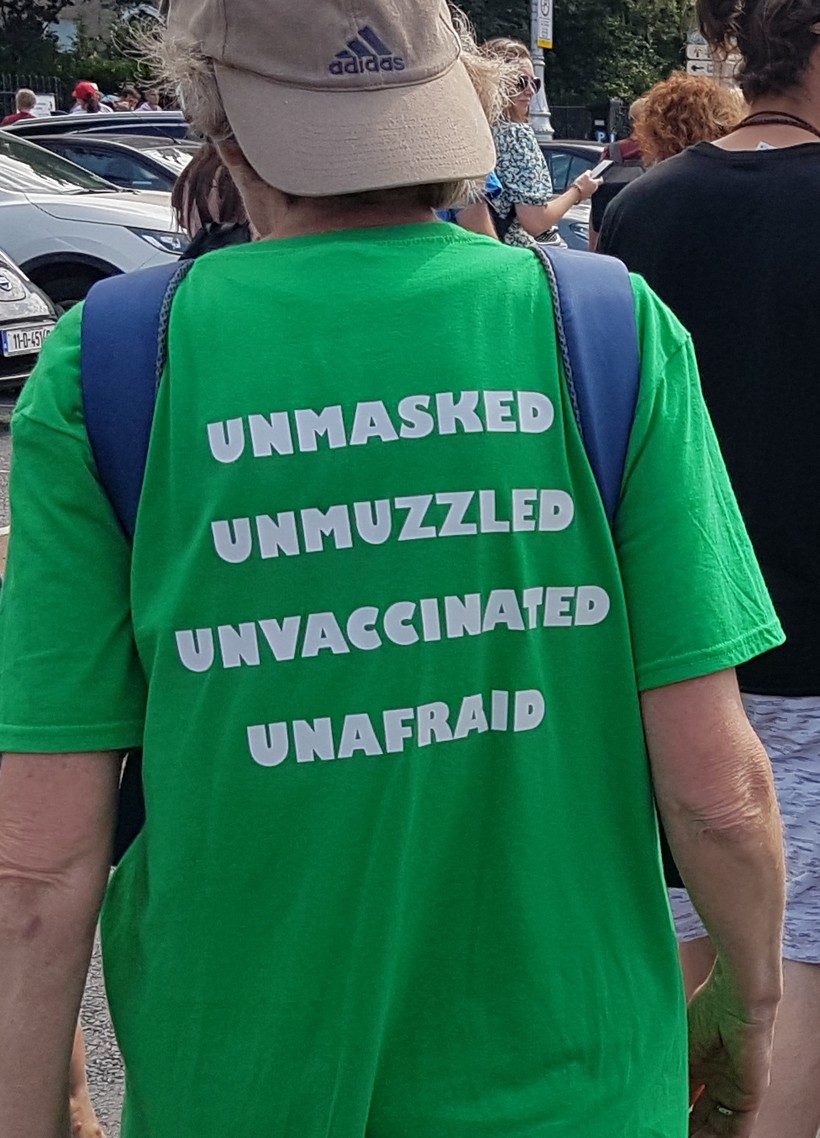 adidas
UNMASKED
UNMUZZLED
UNVACCINATED
UNAFRAID